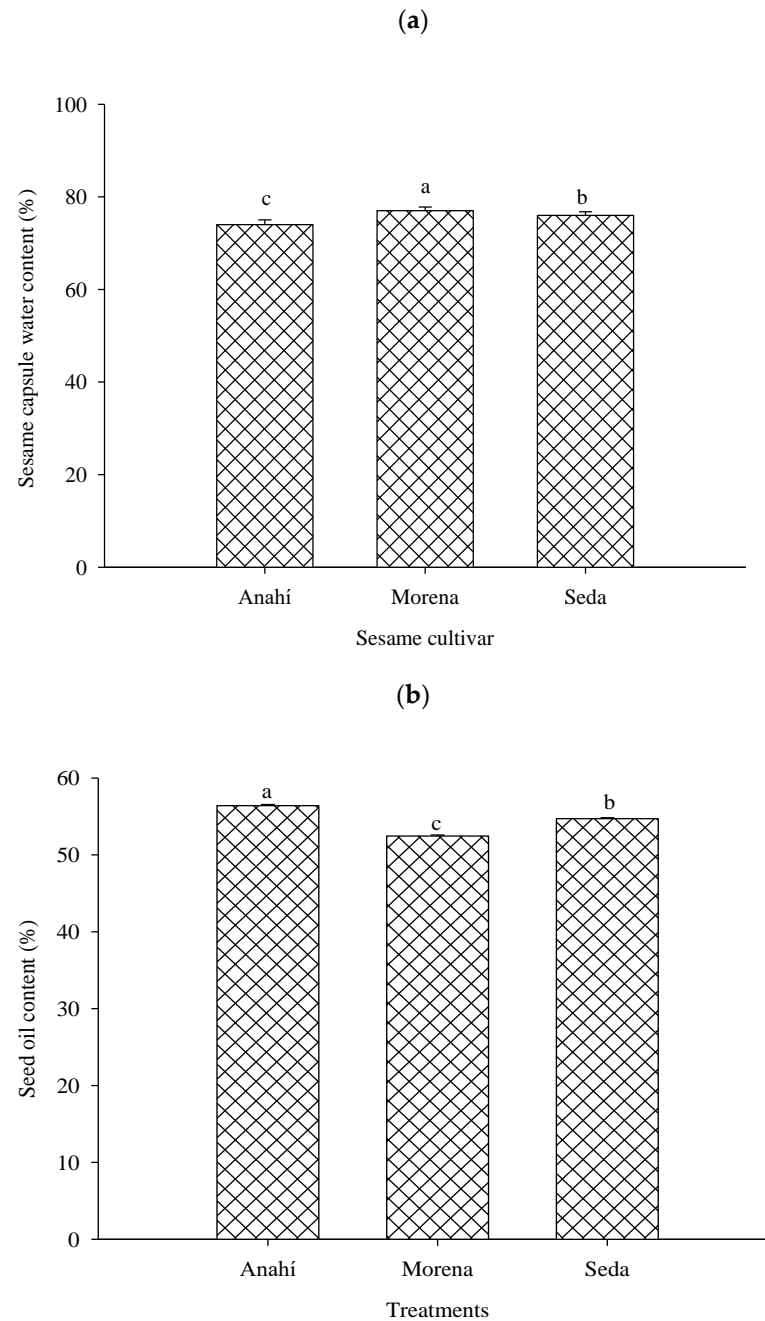 (a)
Sesame capsule water content (%)
100
80
60
40
20
0
c
a
b
Anahí
Morena
Seda
Sesame cultivar
(b)
Seed oil content (%)
60
50
40
30
20
10
0
a
c
b
Anahí
Morena
Seda
Treatments